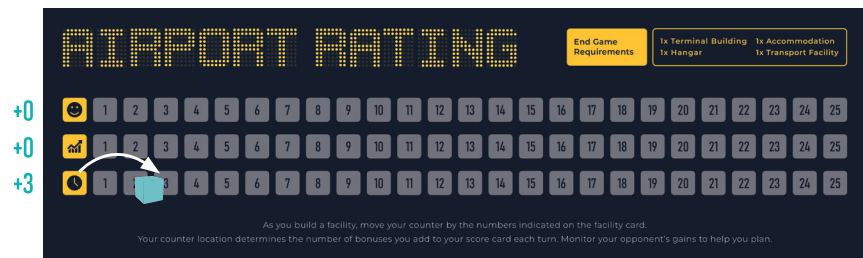 AIRPORT RATING
End Game
Requirements
1x Terminal Building 1x Accommodation
1x Hangar 1x Transport Facility
+0 1 2 3 4 5 6 7 8 9 10 11 12 13 14 15 16 17 18 19 20 21 22 23 24 25
+0 1 2 3 4 5 6 7 8 9 10 11 12 13 14 15 16 17 18 19 20 21 22 23 24 25
+3 1 2 3 4 5 6 7 8 9 10 11 12 13 14 15 16 17 18 19 20 21 22 23 24 25
As you build a facility, move your counter by the numbers indicated on the facility card.
Your counter location determines the number of bonuses you add to your score card each turn. Monitor your opponent's gains to help you plan.